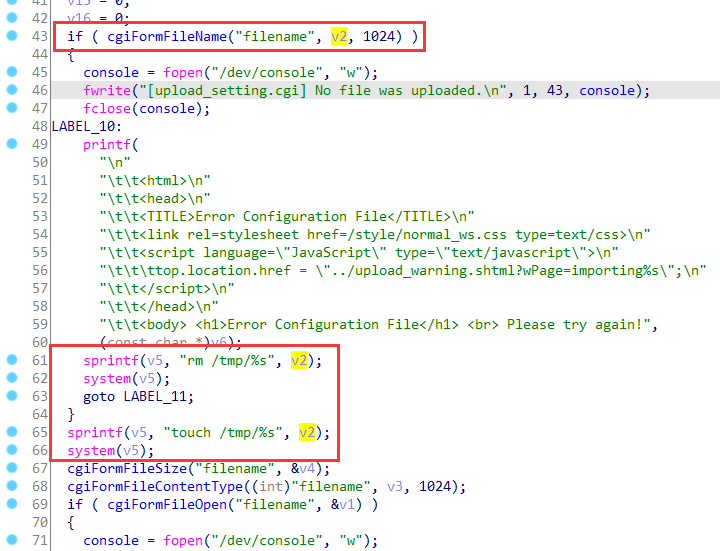 41 v15 = 0;
42 v16 = 0;
43 if ( cgiFormFileName("filename", v2, 1024) )
44 {
45 console = fopen("/dev/console", "w");
46 fwrite("[upload_setting.cgi] No file was uploaded.\n", 1, 43, console);
47 fclose(console);
48 LABEL_10:
49 printf(
50 "\n"
51 "\t\t<html>\n"
52 "\t\t<head>\n"
53 "\t\t<TITLE>Error Configuration File</TITLE>\n"
54 "\t\t<link rel=stylesheet href=/style/normal_ws.css type=text/css>\n"
55 "\t\t<script language=\"JavaScript\" type=\"text/javascript\">\n"
56 "\t\t\ttop.location.href = \"../upload_warning.shtml?wPage=importing%s\";\n"
57 "\t\t</script>\n"
58 "\t\t</head>\n"
59 "\t\t<body> <h1>Error Configuration File</h1> <br> Please try again!",
60 (const char *)v6);
61 sprintf(v5, "rm /tmp/%s", v2);
62 system(v5);
63 goto LABEL_11;
64 }
65 sprintf(v5, "touch /tmp/%s", v2);
66 system(v5);
67 cgiFormFileSize("filename", &v4);
68 cgiFormFileContentType((int)"filename", v3, 1024);
69 if ( cgiFormFileOpen("filename", &v1) )
70 {
71 console = fopen("/dev/console", "w");